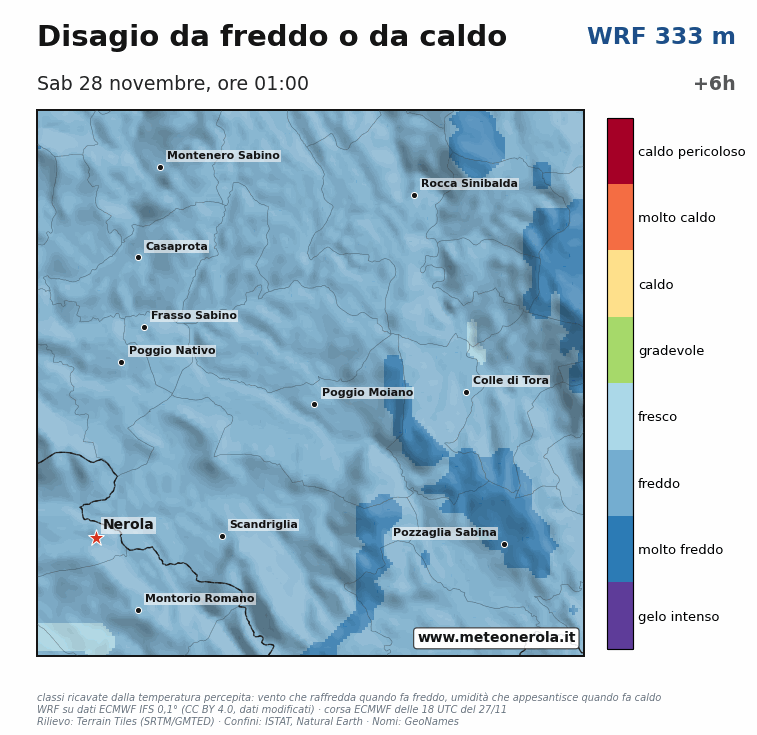 Disagio da freddo o da caldo
WRF 333 m
Sab 28 novembre, ore 01:00
+6h
Montenero Sabino
Rocca Sinibalda
Casaprota
Frasso Sabino
Poggio Nativo
Poggio Moiano
Colle di Tora
Nerola
Scandriglia
Pozzaglia Sabina
Montorio Romano
www.meteonerola.it
caldo pericoloso
molto caldo
caldo
gradevole
fresco
freddo
molto freddo
gelo intenso
classi ricavate dalla temperatura percepita: vento che raffredda quando fa freddo, umidità che appesantisce quando fa caldo
WRF su dati ECMWF IFS 0,1° (CC BY 4.0, dati modificati) · corsa ECMWF delle 18 UTC del 27/11
Rilievo: Terrain Tiles (SRTM/GMTED) · Confini: ISTAT, Natural Earth · Nomi: GeoNames